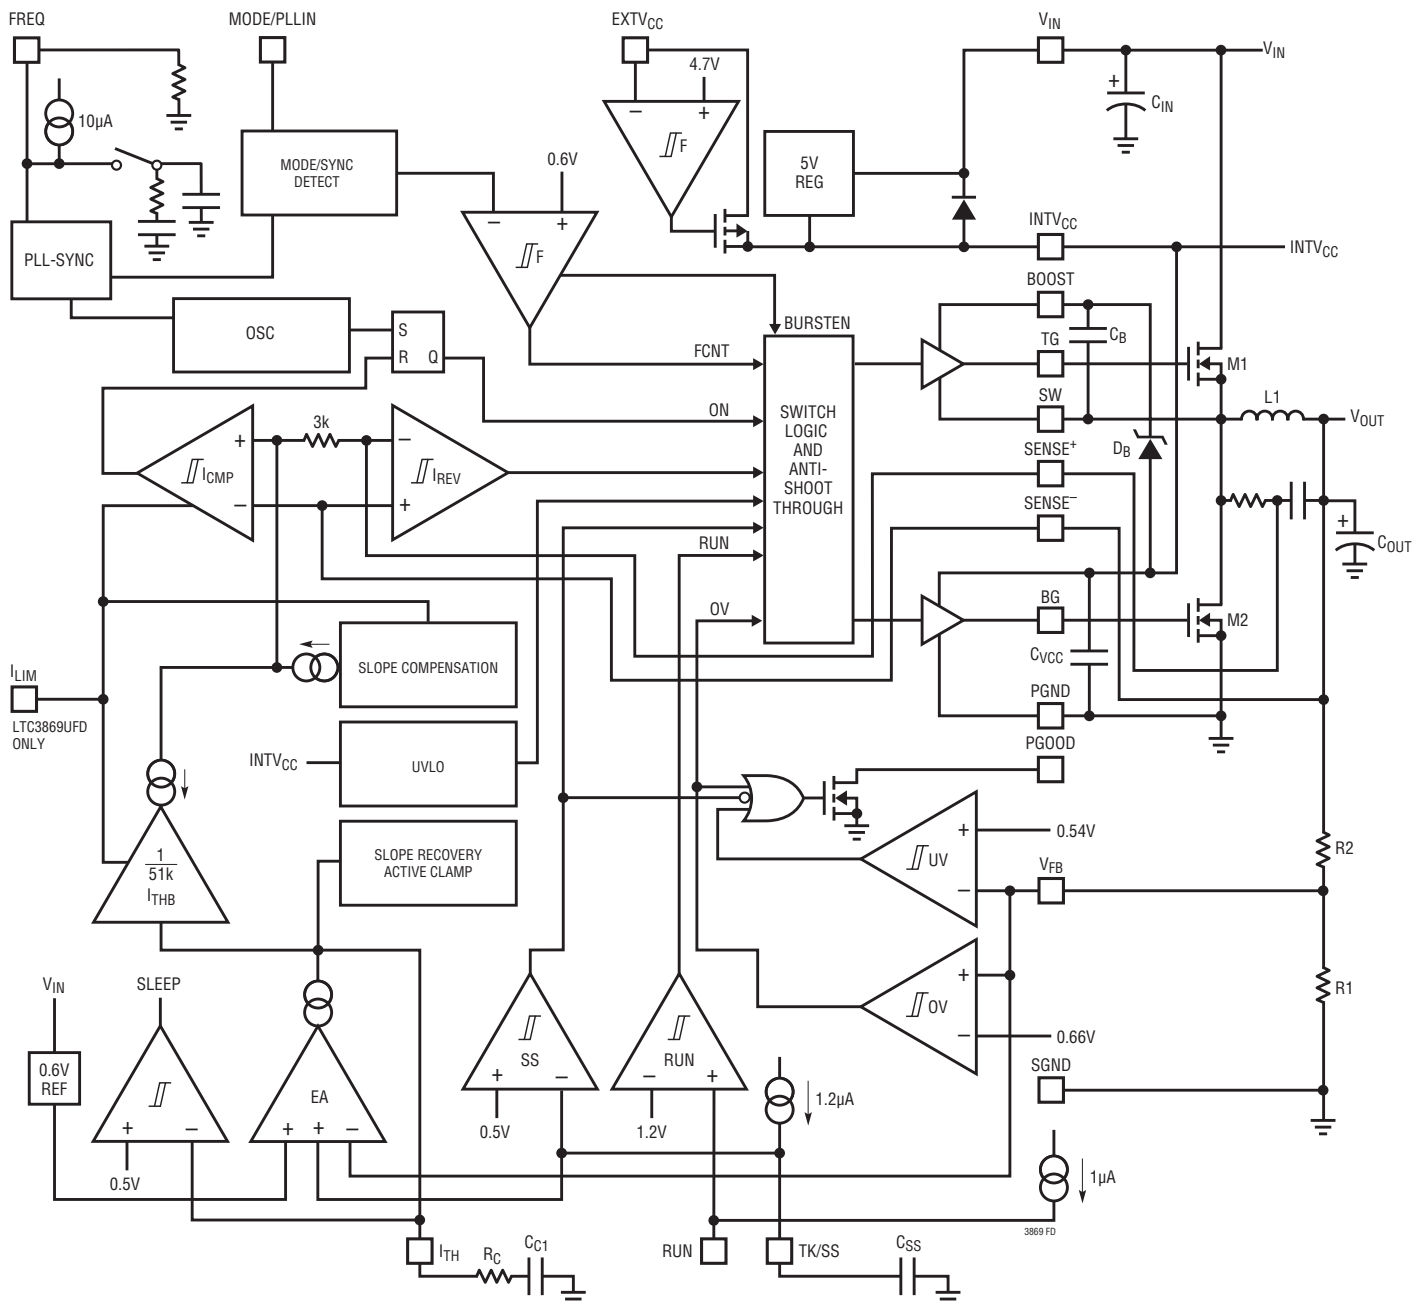 FREQ
MODE/PLLIN
EXTVCC
VIN
VIN
4.7V
+
CIN
10µA
MODE/SYNC
DETECT
0.6V
− +
F
5V
REG
− +
F
INTVCC
INTVCC
PLL-SYNC
BOOST
OSC
S
R Q
BURSTEN
FCNT
TG
CB
M1
SW
L1
VOUT
3k
ON
SWITCH
LOGIC
AND
ANTI-
SHOOT
THROUGH
SENSE+
DB
+
−
ICMP
−
+
IREV
SENSE−
+
COUT
RUN
OV
BG
M2
CVCC
SLOPE COMPENSATION
ILIM
LTC3869UFD
ONLY
PGND
PGOOD
INTVCC
UVLO
0.54V
+
−
UV
R2
VFB
SLOPE RECOVERY
ACTIVE CLAMP
1
51k
ITHB
+
−
OV
R1
0.66V
VIN
SLEEP
0.6V
REF
SS
RUN
SGND
+ −
− +
EA
1.2µA
+ −
+ + −
0.5V
1.2V
0.5V
1µA
3869 FD
ITH
RC
CC1
RUN
TK/SS
CSS